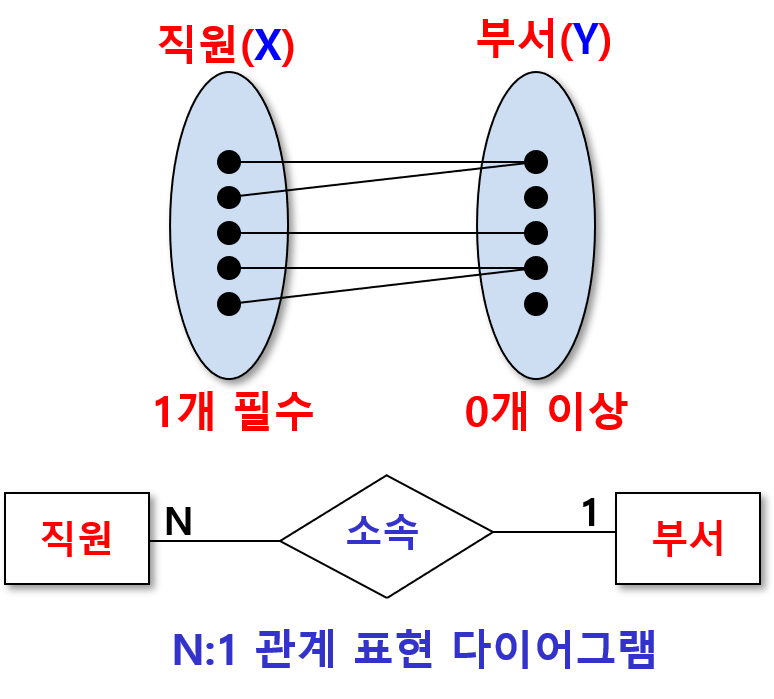 직원(X) 부서(Y)
1개 필수 0개 이상
직원 N 소속 1 부서
N:1 관계 표현 다이어그램